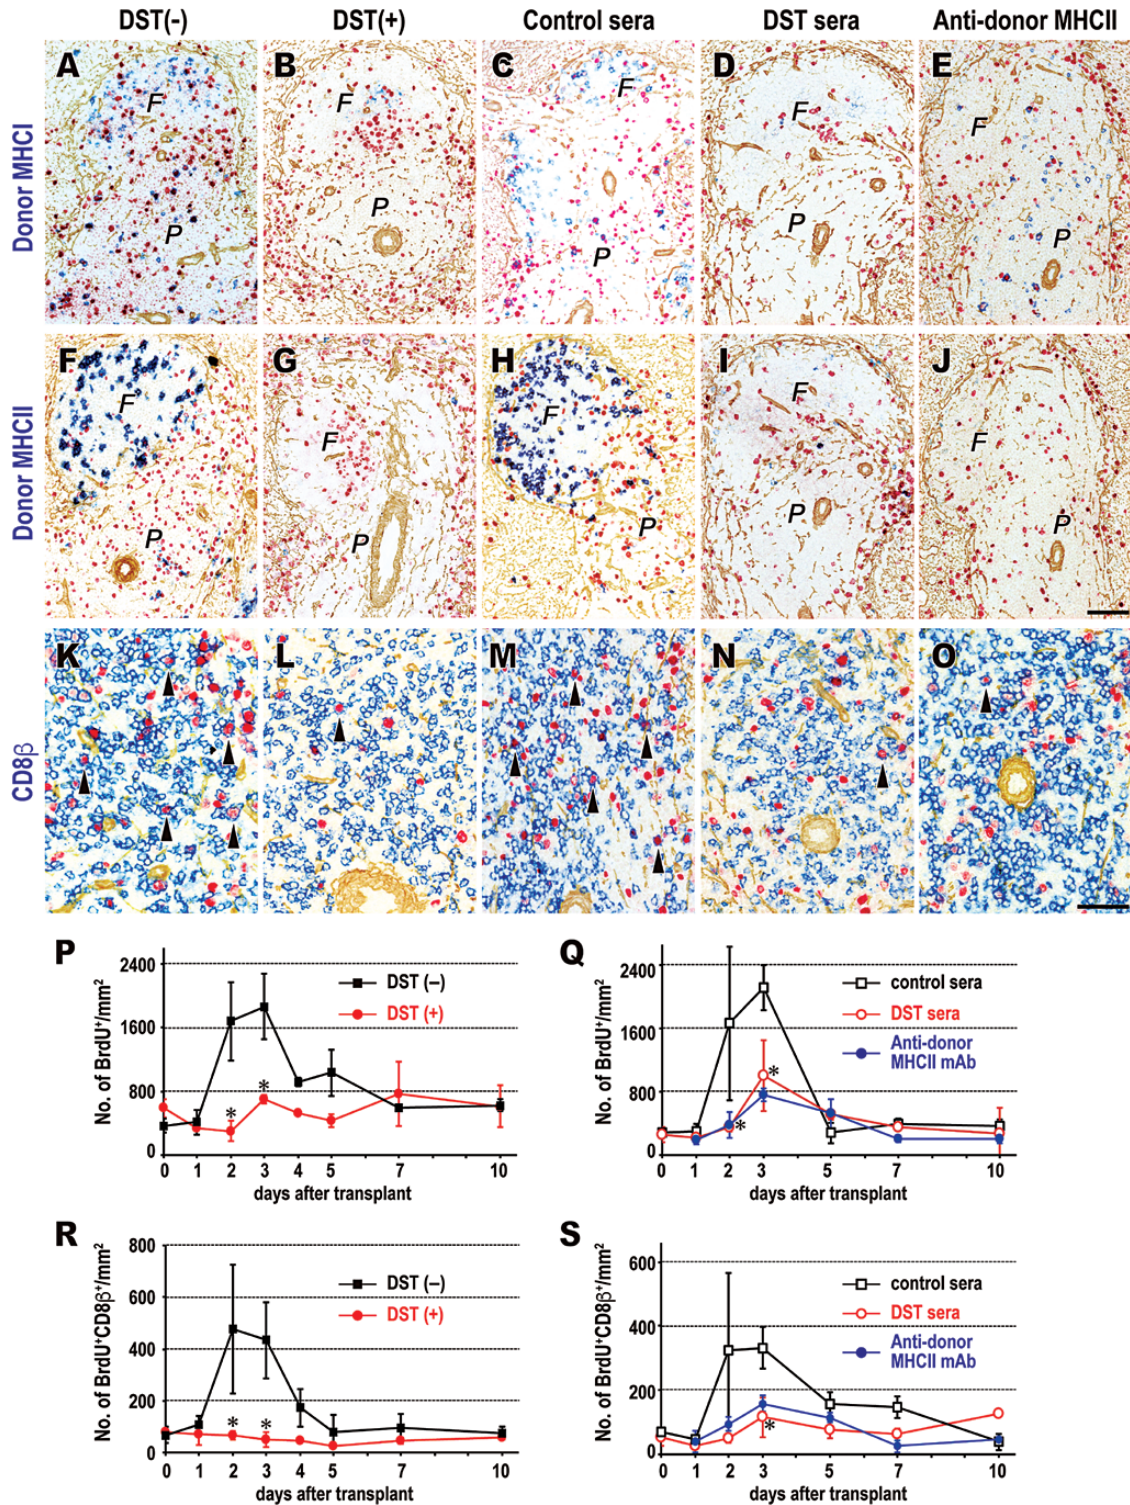 DST(-) DST(+) Control sera DST sera Anti-donor MHCII
Donor MHCI
A F P B F P C F P D F P E F P
Donor MHCII
F F P G F P H F P I F P J F P
CD8β
K L M N O
P
No. of BrdU⁺/mm²
2400
1600
800
0
DST (–)
DST (+)
* *
0 1 2 3 4 5 7 10
days after transplant
Q
No. of BrdU⁺/mm²
2400
1600
800
0
control sera
DST sera
Anti-donor
MHCII mAb
* *
0 1 2 3 5 7 10
days after transplant
R
No. of BrdU⁺CD8β⁺/mm²
800
600
400
200
0
DST (–)
DST (+)
* *
0 1 2 3 4 5 7 10
days after transplant
S
No. of BrdU⁺CD8β⁺/mm²
600
400
200
0
control sera
DST sera
Anti-donor
MHCII mAb
*
0 1 2 3 5 7 10
days after transplant